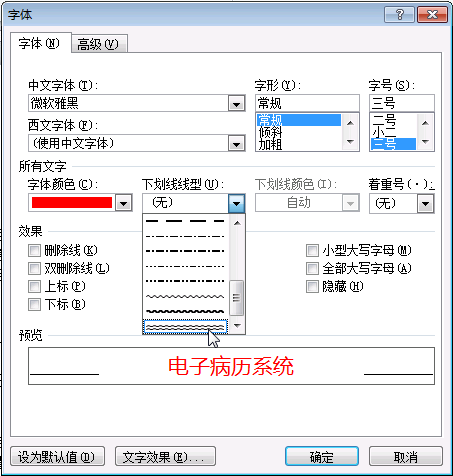 字体
字体(N) 高级(V)
中文字体(T): 字形(Y): 字号(S):
微软雅黑 常规 三号
西文字体(F): 常规 二号
(使用中文字体) 倾斜 小二
加粗 三号
所有文字
字体颜色(C): 下划线线型(U): 下划线颜色(I): 着重号(·):
(无) 自动 (无)
效果
删除线(K) 小型大写字母(M)
双删除线(L) 全部大写字母(A)
上标(P) 隐藏(H)
下标(B)
预览
电子病历系统
设为默认值(D) 文字效果(E)... 确定 取消